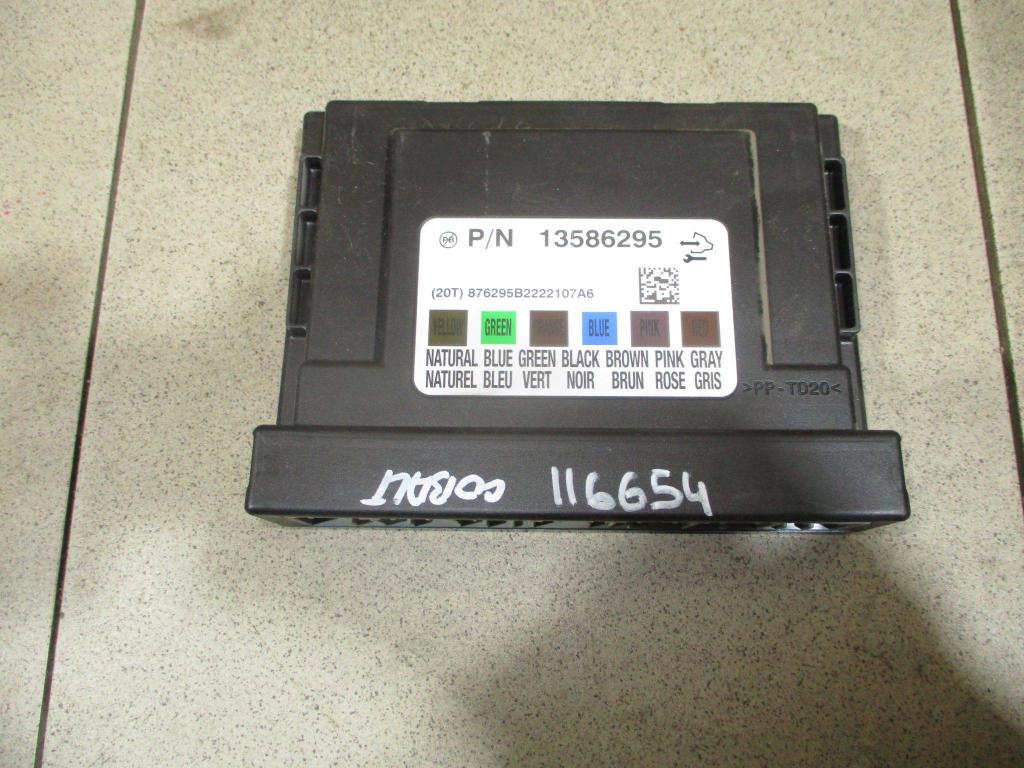 PB P/N 13586295
(20T) 876295B2222107A6
YELLOW GREEN ORANGE BLUE PINK RED
NATURAL BLUE GREEN BLACK BROWN PINK GRAY
NATUREL BLEU VERT NOIR BRUN ROSE GRIS
>PP-TD20<
COBALT 116654